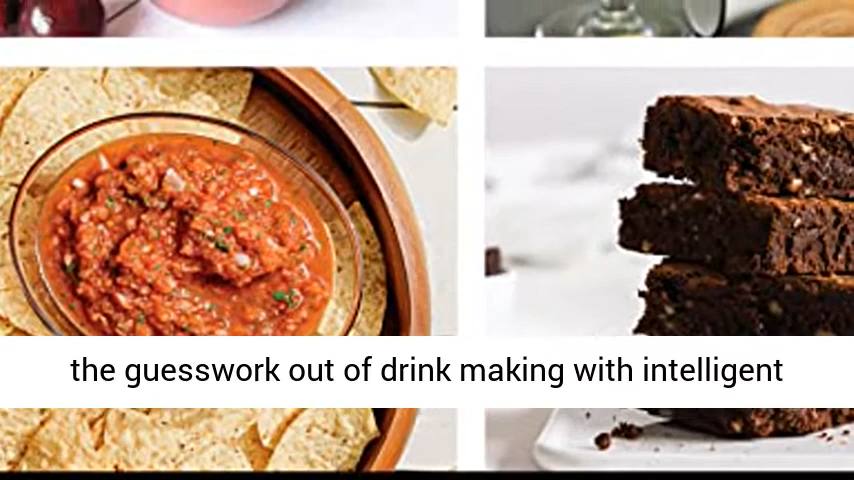 the guesswork out of drink making with intelligent